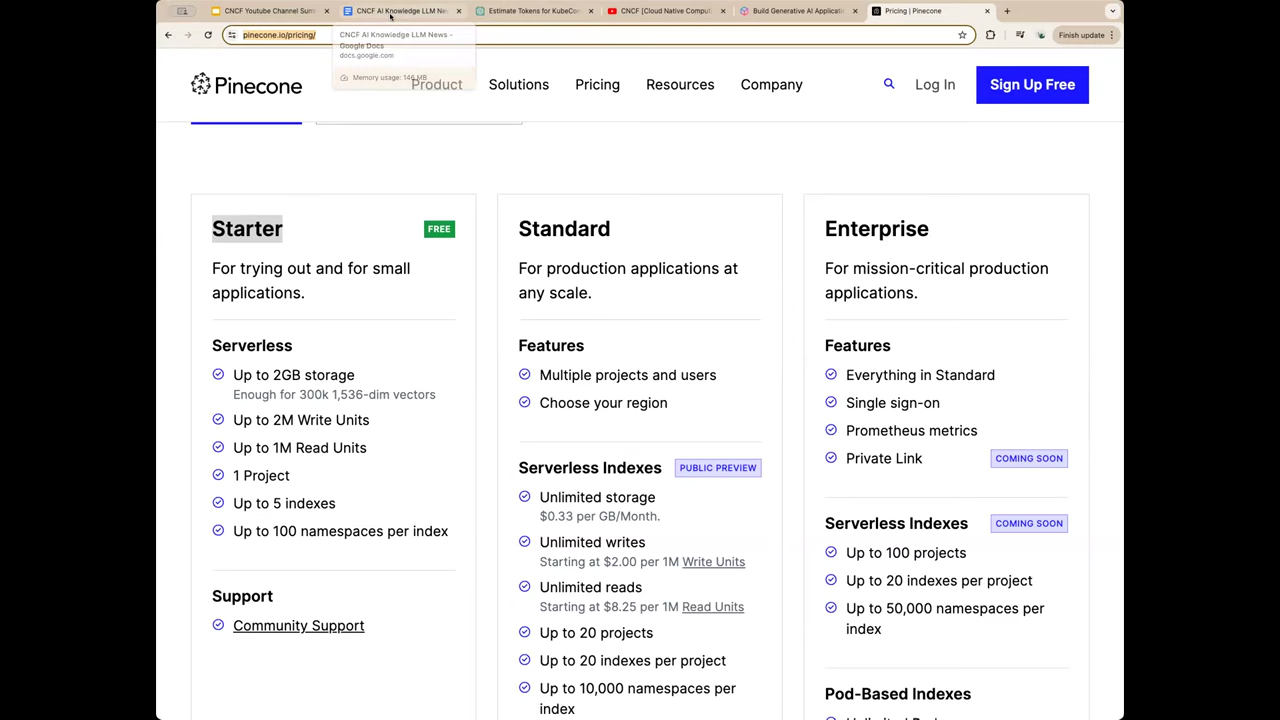 CNCF Youtube Channel Sum
CNCF AI Knowledge LLM Ne
Estimate Tokens for KubeCon
CNCF [Cloud Native Comput
Build Generative AI Applicati
Pricing | Pinecone
pinecone.io/pricing/
Finish update
CNCF AI Knowledge LLM News -
Google Docs
docs.google.com
Memory usage: 146 MB
Pinecone
Product
Solutions
Pricing
Resources
Company
Log In
Sign Up Free
Starter
FREE
For trying out and for small
applications.
Serverless
Up to 2GB storage
Enough for 300k 1,536-dim vectors
Up to 2M Write Units
Up to 1M Read Units
1 Project
Up to 5 indexes
Up to 100 namespaces per index
Support
Community Support
Standard
For production applications at
any scale.
Features
Multiple projects and users
Choose your region
Serverless Indexes
PUBLIC PREVIEW
Unlimited storage
$0.33 per GB/Month.
Unlimited writes
Starting at $2.00 per 1M Write Units
Unlimited reads
Starting at $8.25 per 1M Read Units
Up to 20 projects
Up to 20 indexes per project
Up to 10,000 namespaces per
index
Enterprise
For mission-critical production
applications.
Features
Everything in Standard
Single sign-on
Prometheus metrics
Private Link
COMING SOON
Serverless Indexes
COMING SOON
Up to 100 projects
Up to 20 indexes per project
Up to 50,000 namespaces per
index
Pod-Based Indexes